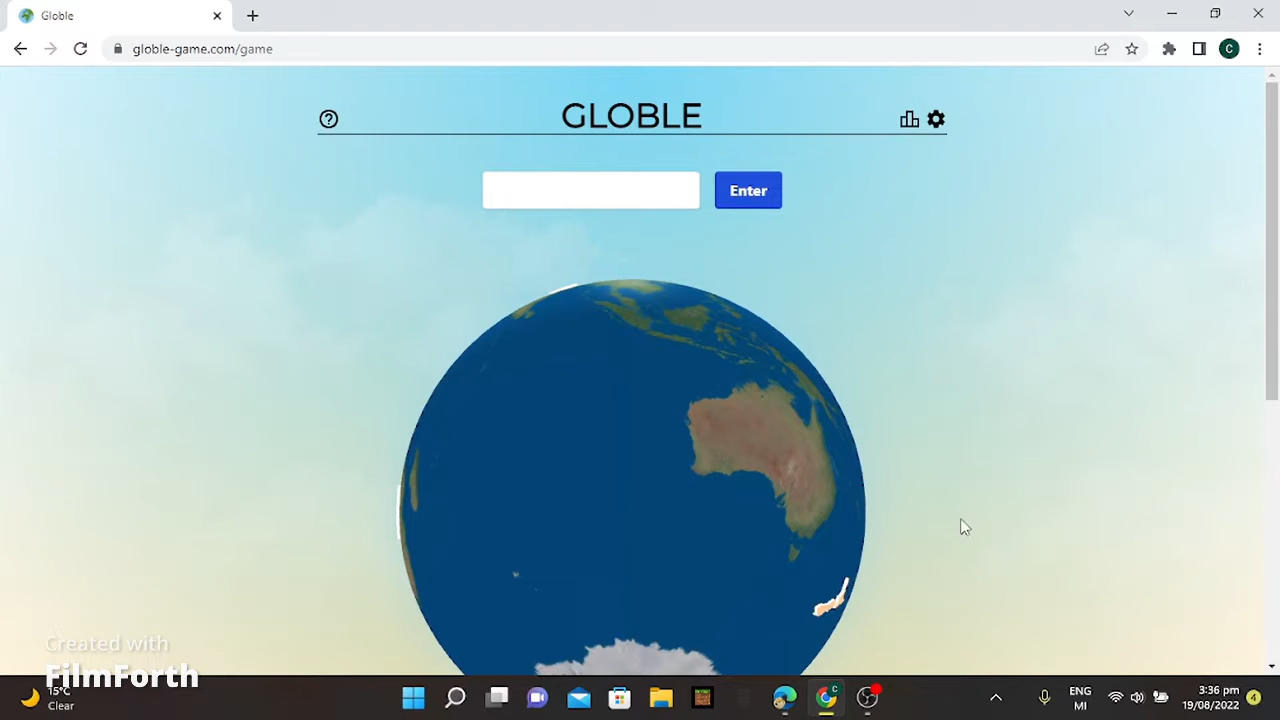 Globle
globle-game.com/game
C
GLOBLE
Enter
Created with
FilmForth
15°C
Clear
C
ENG
MI
3:36 pm
19/08/2022
4